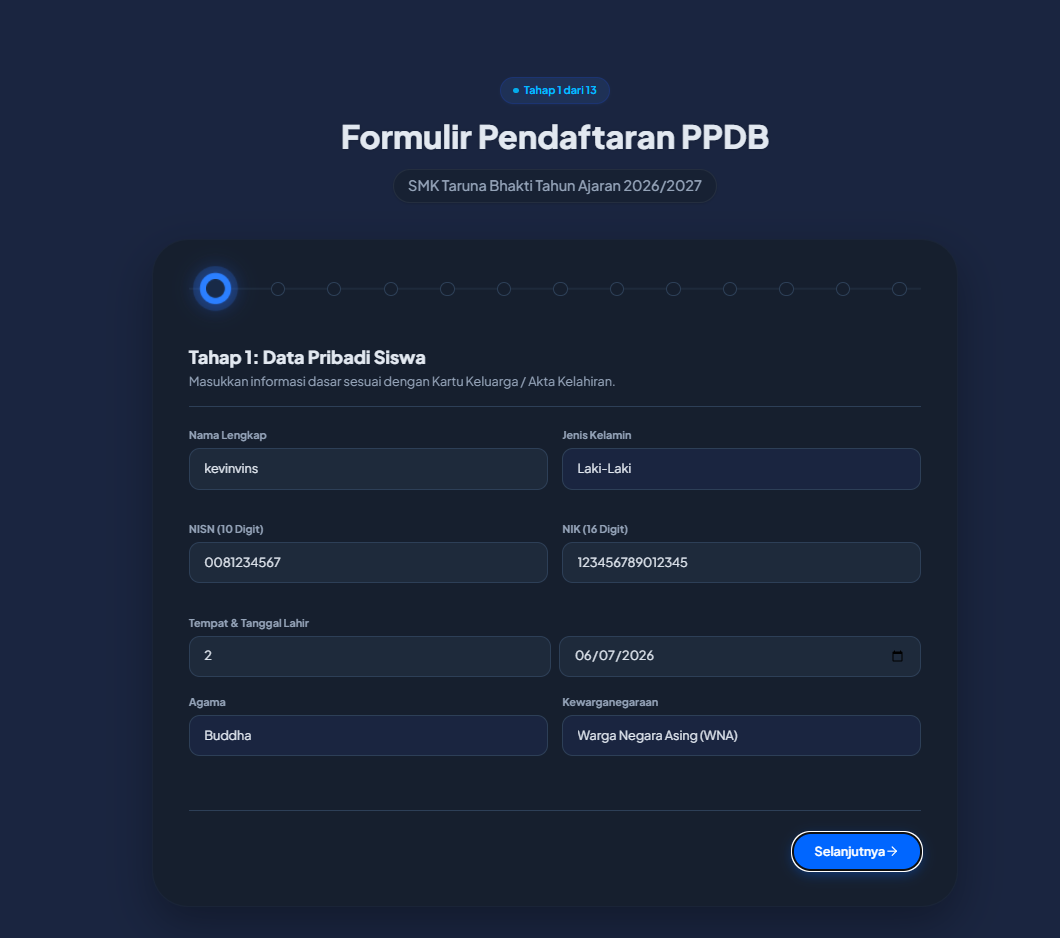 Tahap 1 dari 13
Formulir Pendaftaran PPDB
SMK Taruna Bhakti Tahun Ajaran 2026/2027
Tahap 1: Data Pribadi Siswa
Masukkan informasi dasar sesuai dengan Kartu Keluarga / Akta Kelahiran.
Nama Lengkap
Jenis Kelamin
kevinvins
Laki-Laki
NISN (10 Digit)
NIK (16 Digit)
0081234567
123456789012345
Tempat & Tanggal Lahir
2
06/07/2026
Agama
Kewarganegaraan
Buddha
Warga Negara Asing (WNA)
Selanjutnya →